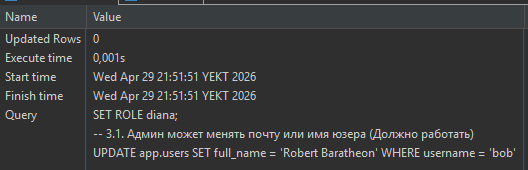 Name Value
Updated Rows 0
Execute time 0,001s
Start time Wed Apr 29 21:51:51 YEKT 2026
Finish time Wed Apr 29 21:51:51 YEKT 2026
Query SET ROLE diana;
-- 3.1. Админ может менять почту или имя юзера (Должно работать)
UPDATE app.users SET full_name = 'Robert Baratheon' WHERE username = 'bob'